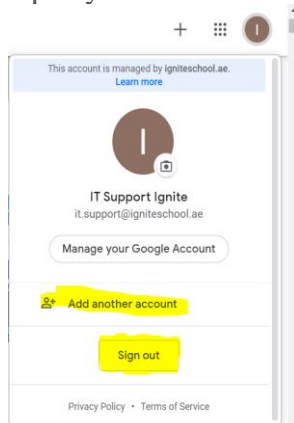 I
This account is managed by igniteschool.ae.
Learn more
I
IT Support Ignite
it.support@igniteschool.ae
Manage your Google Account
Add another account
Sign out
Privacy Policy • Terms of Service